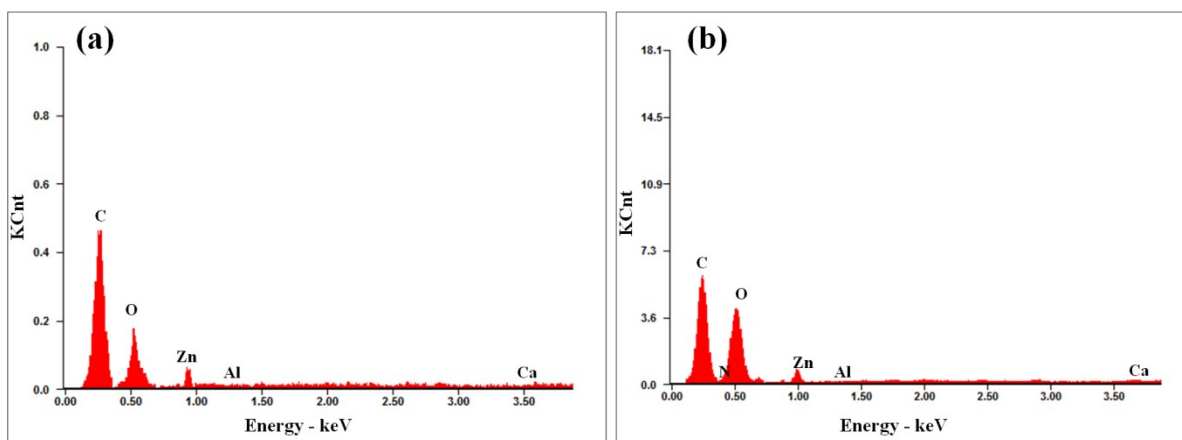 (a)
1.0
0.8
0.6
0.4
0.2
0.0
KCnt
C
O
Zn
Al
Ca
0.00 0.50 1.00 1.50 2.00 2.50 3.00 3.50
Energy - keV
(b)
18.1
14.5
10.9
7.3
3.6
0.0
KCnt
C
O
N
Zn
Al
Ca
0.00 0.50 1.00 1.50 2.00 2.50 3.00 3.50
Energy - keV